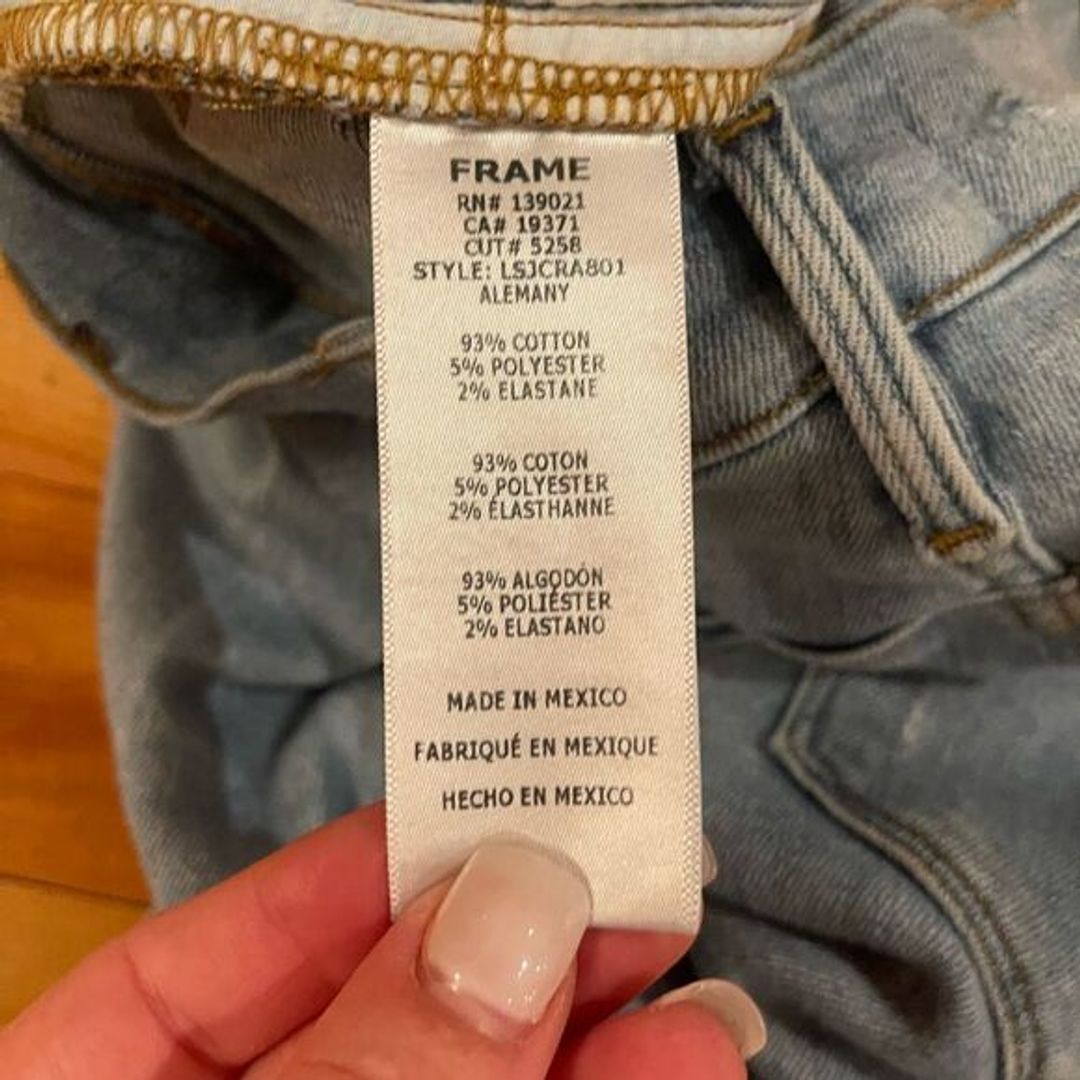 FRAME
RN# 139021
CA# 19371
CUT# 5258
STYLE: LSJCRA801
ALEMANY
93% COTTON
5% POLYESTER
2% ELASTANE
93% COTON
5% POLYESTER
2% ÉLASTHANNE
93% ALGODÓN
5% POLIÉSTER
2% ELASTANO
MADE IN MEXICO
FABRIQUÉ EN MEXIQUE
HECHO EN MEXICO